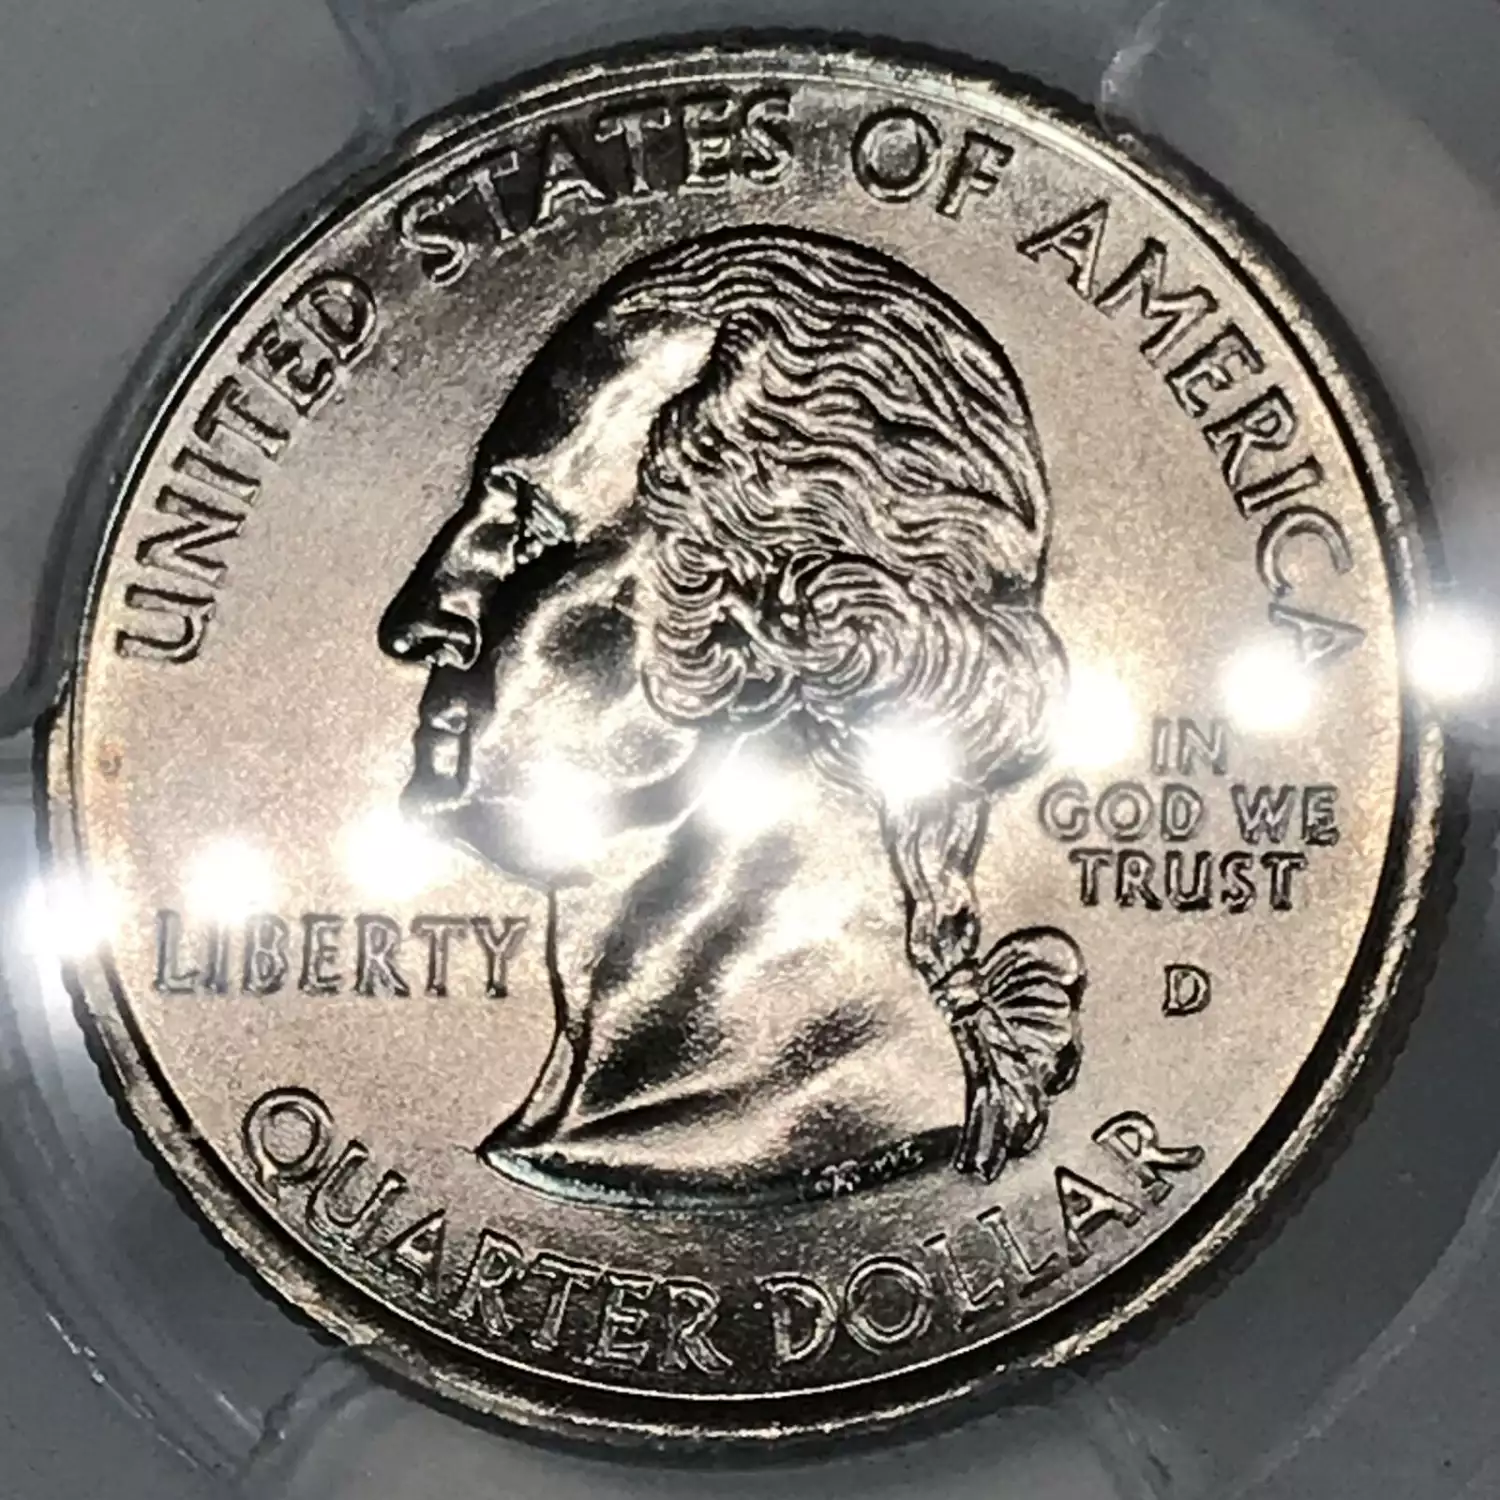 UNITED STATES OF AMERICA
LIBERTY
IN
GOD WE
TRUST
D
QUARTER DOLLAR